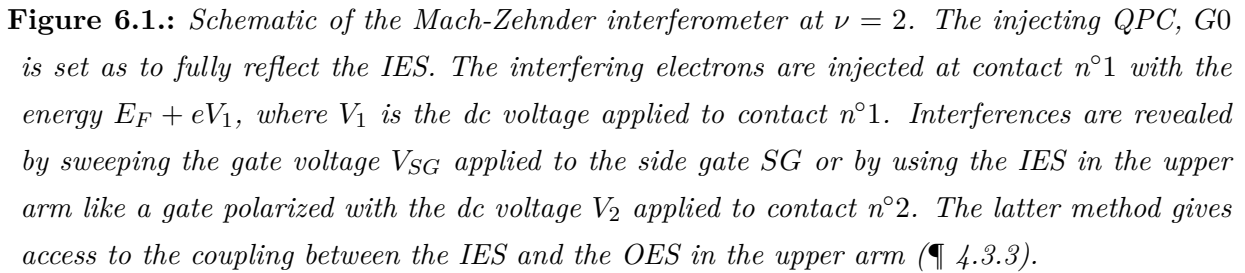 Figure 6.1.: Schematic of the Mach-Zehnder interferometer at ν = 2. The injecting QPC, G0
is set as to fully reflect the IES. The interfering electrons are injected at contact n°1 with the
energy E_F + eV_1, where V_1 is the dc voltage applied to contact n°1. Interferences are revealed
by sweeping the gate voltage V_{SG} applied to the side gate SG or by using the IES in the upper
arm like a gate polarized with the dc voltage V_2 applied to contact n°2. The latter method gives
access to the coupling between the IES and the OES in the upper arm (¶ 4.3.3).